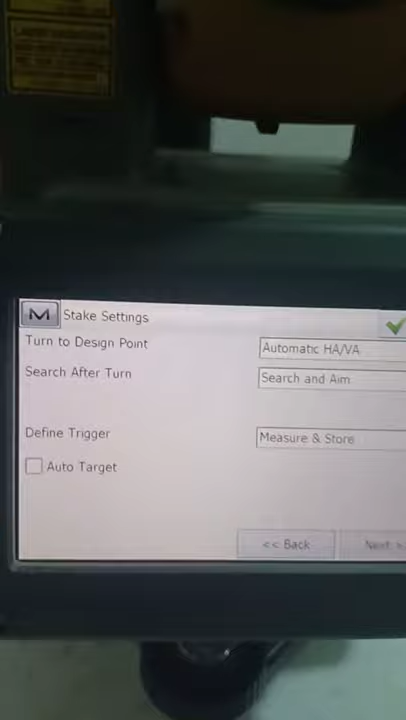 M Stake Settings
Turn to Design Point Automatic HA/VA
Search After Turn Search and Aim
Define Trigger Measure & Store
Auto Target
<< Back Next >